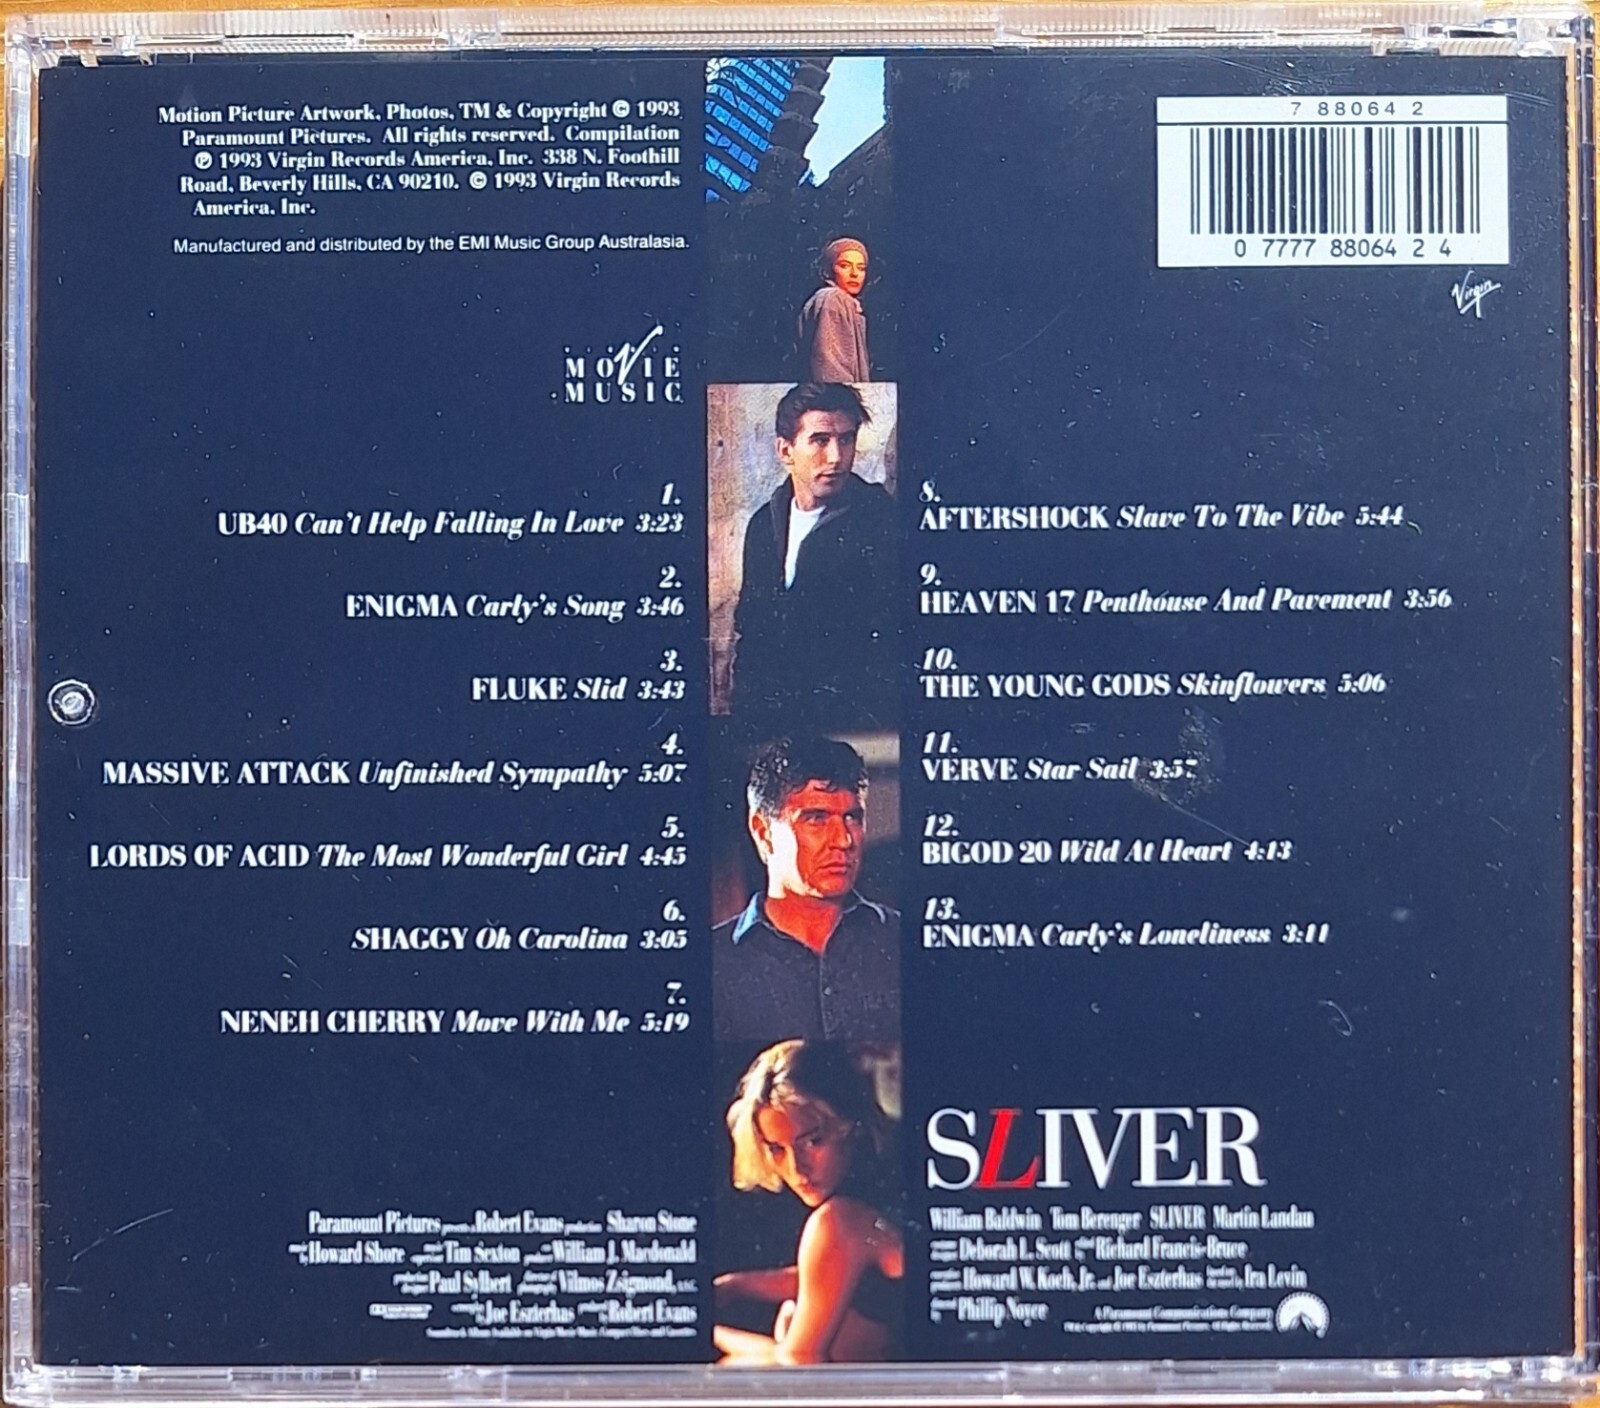 Motion Picture Artwork, Photos, TM & Copyright © 1993
Paramount Pictures. All rights reserved. Compilation
℗ 1993 Virgin Records America, Inc. 338 N. Foothill
Road, Beverly Hills, CA 90210. © 1993 Virgin Records
America, Inc.
Manufactured and distributed by the EMI Music Group Australasia.
7 88064 2
0 7777 88064 2 4
Virgin
MOVIE
MUSIC
1.
UB40 Can't Help Falling In Love 3:23
2.
ENIGMA Carly's Song 3:46
3.
FLUKE Slid 3:43
4.
MASSIVE ATTACK Unfinished Sympathy 5:07
5.
LORDS OF ACID The Most Wonderful Girl 4:45
6.
SHAGGY Oh Carolina 3:05
7.
NENEH CHERRY Move With Me 5:19
8.
AFTERSHOCK Slave To The Vibe 5:44
9.
HEAVEN 17 Penthouse And Pavement 3:56
10.
THE YOUNG GODS Skinflowers 5:06
11.
VERVE Star Sail 3:57
12.
BIGOD 20 Wild At Heart 4:13
13.
ENIGMA Carly's Loneliness 3:11
Paramount Pictures Robert Evans Sharon Stone
Howard Shore Tim Sexton William J. Macdonald
Paul Sylbert Vilmos Zsigmond,
Joe Eszterhas Robert Evans
SLIVER
William Baldwin Tom Berenger SLIVER Martin Landau
Deborah L. Scott Richard Francis-Bruce
Howard W. Koch, Jr. and Joe Eszterhas Ira Levin
Phillip Noyce A Paramount Communications Company